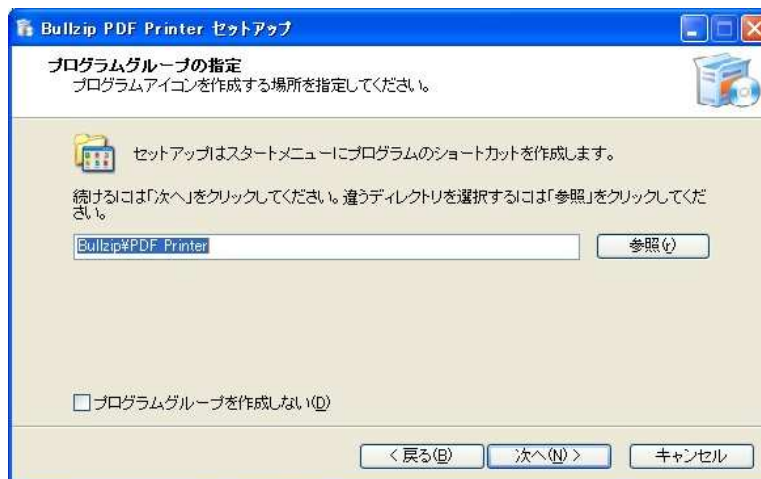 Bullzip PDF Printer セットアップ
プログラムグループの指定
プログラムアイコンを作成する場所を指定してください。
セットアップはスタートメニューにプログラムのショートカットを作成します。
続けるには「次へ」をクリックしてください。違うディレクトリを選択するには「参照」をクリックしてくだ
さい。
Bullzip¥PDF Printer
参照(r)
プログラムグループを作成しない(D)
< 戻る(B)
次へ(N) >
キャンセル